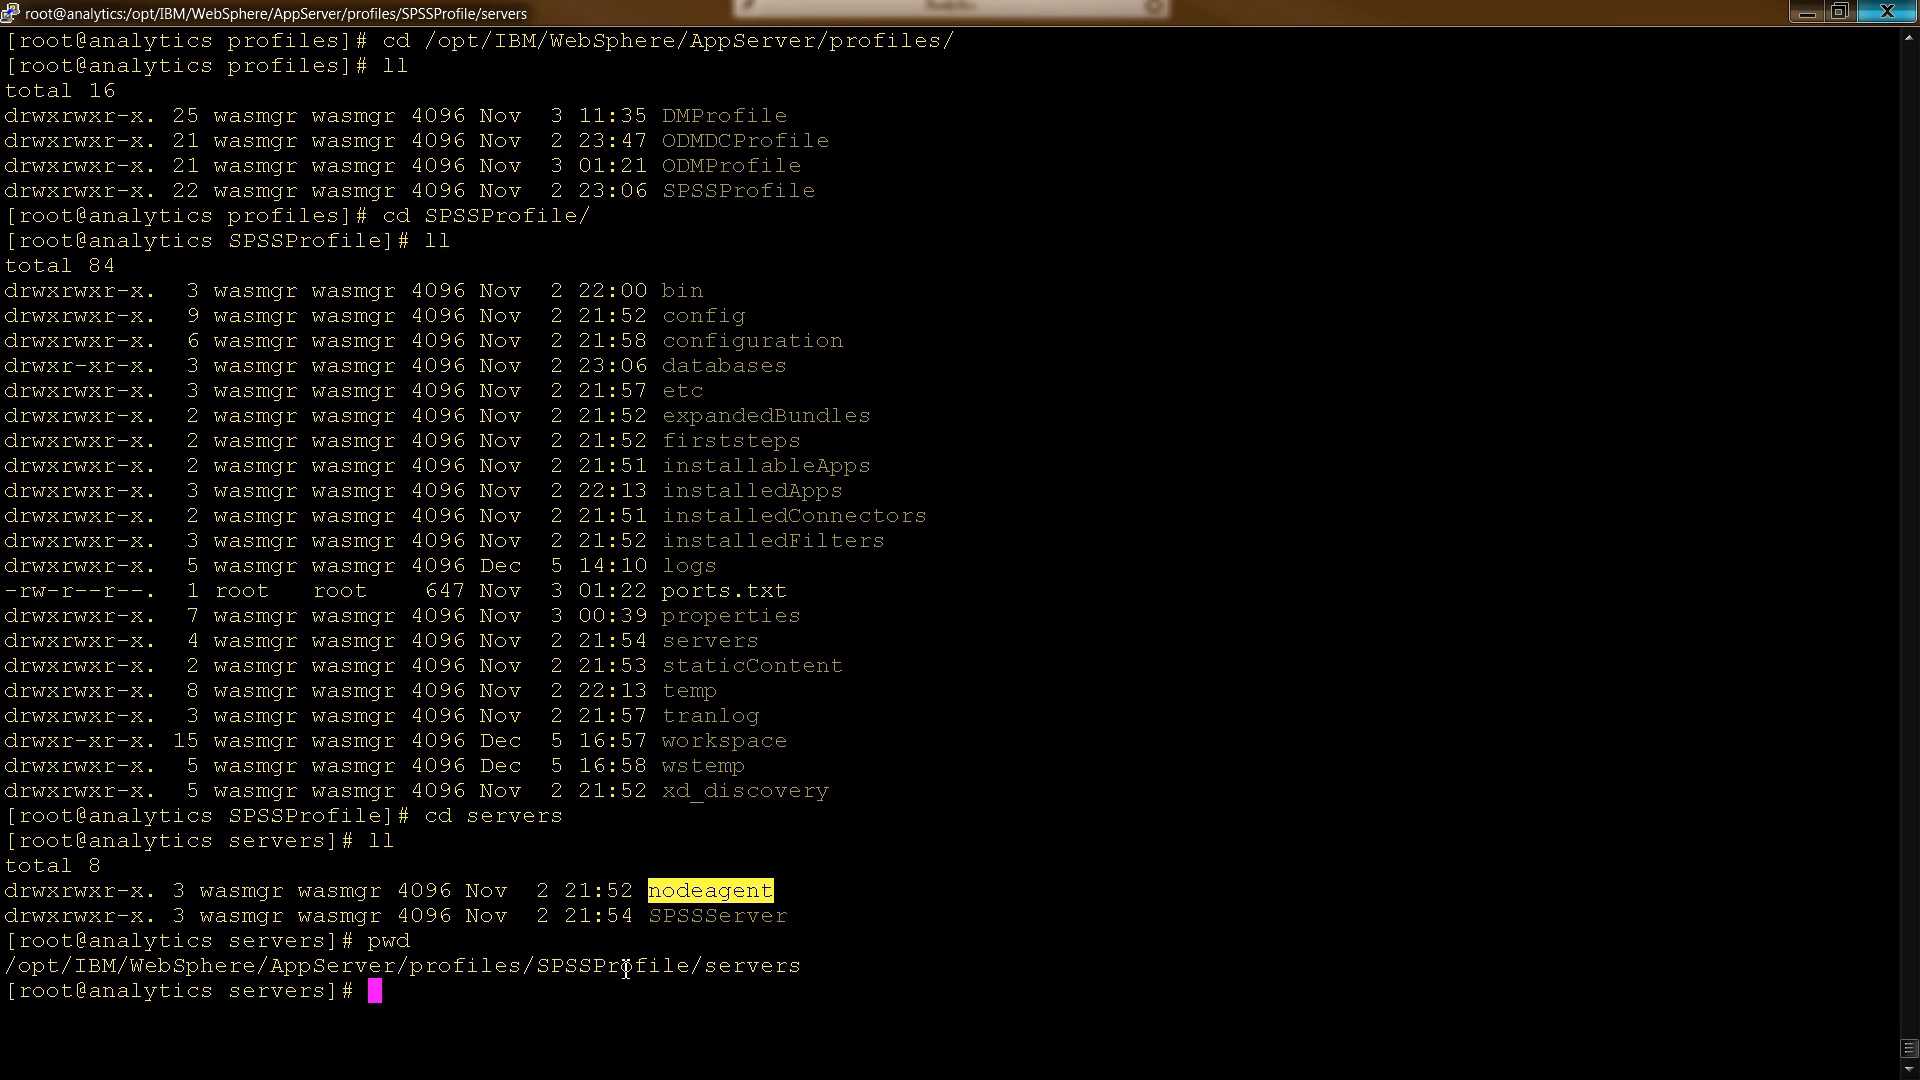 root@analytics:/opt/IBM/WebSphere/AppServer/profiles/SPSSProfile/servers
[root@analytics profiles]# cd /opt/IBM/WebSphere/AppServer/profiles/
[root@analytics profiles]# ll
total 16
drwxrwxr-x. 25 wasmgr wasmgr 4096 Nov  3 11:35 DMProfile
drwxrwxr-x. 21 wasmgr wasmgr 4096 Nov  2 23:47 ODMDCProfile
drwxrwxr-x. 21 wasmgr wasmgr 4096 Nov  3 01:21 ODMProfile
drwxrwxr-x. 22 wasmgr wasmgr 4096 Nov  2 23:06 SPSSProfile
[root@analytics profiles]# cd SPSSProfile/
[root@analytics SPSSProfile]# ll
total 84
drwxrwxr-x.  3 wasmgr wasmgr 4096 Nov  2 22:00 bin
drwxrwxr-x.  9 wasmgr wasmgr 4096 Nov  2 21:52 config
drwxrwxr-x.  6 wasmgr wasmgr 4096 Nov  2 21:58 configuration
drwxr-xr-x.  3 wasmgr wasmgr 4096 Nov  2 23:06 databases
drwxrwxr-x.  3 wasmgr wasmgr 4096 Nov  2 21:57 etc
drwxrwxr-x.  2 wasmgr wasmgr 4096 Nov  2 21:52 expandedBundles
drwxrwxr-x.  2 wasmgr wasmgr 4096 Nov  2 21:52 firststeps
drwxrwxr-x.  2 wasmgr wasmgr 4096 Nov  2 21:51 installableApps
drwxrwxr-x.  3 wasmgr wasmgr 4096 Nov  2 22:13 installedApps
drwxrwxr-x.  2 wasmgr wasmgr 4096 Nov  2 21:51 installedConnectors
drwxrwxr-x.  3 wasmgr wasmgr 4096 Nov  2 21:52 installedFilters
drwxrwxr-x.  5 wasmgr wasmgr 4096 Dec  5 14:10 logs
-rw-r--r--.  1 root   root    647 Nov  3 01:22 ports.txt
drwxrwxr-x.  7 wasmgr wasmgr 4096 Nov  3 00:39 properties
drwxrwxr-x.  4 wasmgr wasmgr 4096 Nov  2 21:54 servers
drwxrwxr-x.  2 wasmgr wasmgr 4096 Nov  2 21:53 staticContent
drwxrwxr-x.  8 wasmgr wasmgr 4096 Nov  2 22:13 temp
drwxrwxr-x.  3 wasmgr wasmgr 4096 Nov  2 21:57 tranlog
drwxr-xr-x. 15 wasmgr wasmgr 4096 Dec  5 16:57 workspace
drwxrwxr-x.  5 wasmgr wasmgr 4096 Dec  5 16:58 wstemp
drwxrwxr-x.  5 wasmgr wasmgr 4096 Nov  2 21:52 xd_discovery
[root@analytics SPSSProfile]# cd servers
[root@analytics servers]# ll
total 8
drwxrwxr-x. 3 wasmgr wasmgr 4096 Nov  2 21:52 nodeagent
drwxrwxr-x. 3 wasmgr wasmgr 4096 Nov  2 21:54 SPSSServer
[root@analytics servers]# pwd
/opt/IBM/WebSphere/AppServer/profiles/SPSSProfile/servers
[root@analytics servers]#